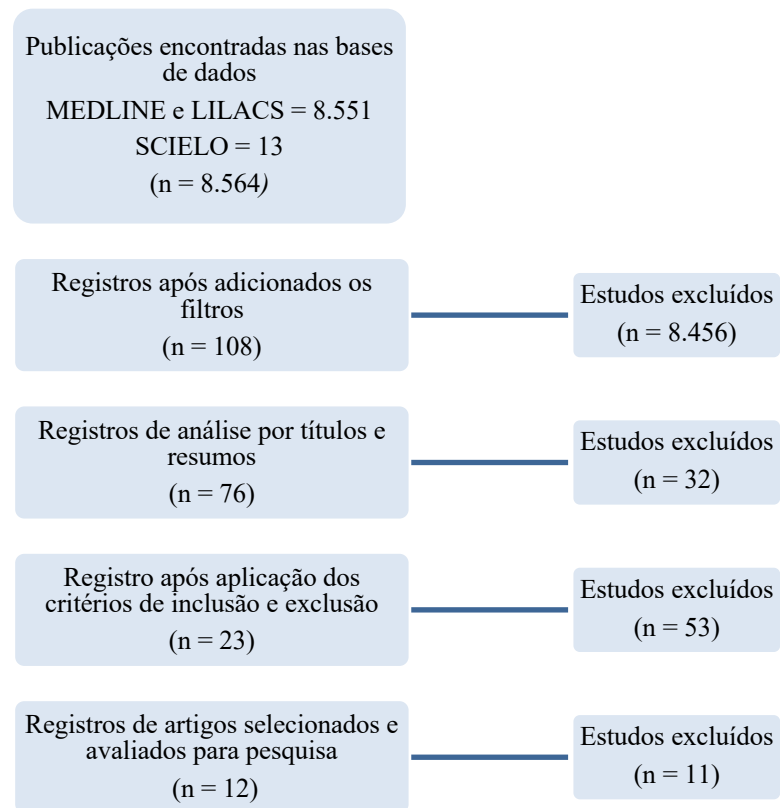 Publicações encontradas nas bases
de dados
MEDLINE e LILACS = 8.551
SCIELO = 13
(n = 8.564)
Registros após adicionados os
filtros
(n = 108)
Estudos excluídos
(n = 8.456)
Registros de análise por títulos e
resumos
(n = 76)
Estudos excluídos
(n = 32)
Registro após aplicação dos
critérios de inclusão e exclusão
(n = 23)
Estudos excluídos
(n = 53)
Registros de artigos selecionados e
avaliados para pesquisa
(n = 12)
Estudos excluídos
(n = 11)